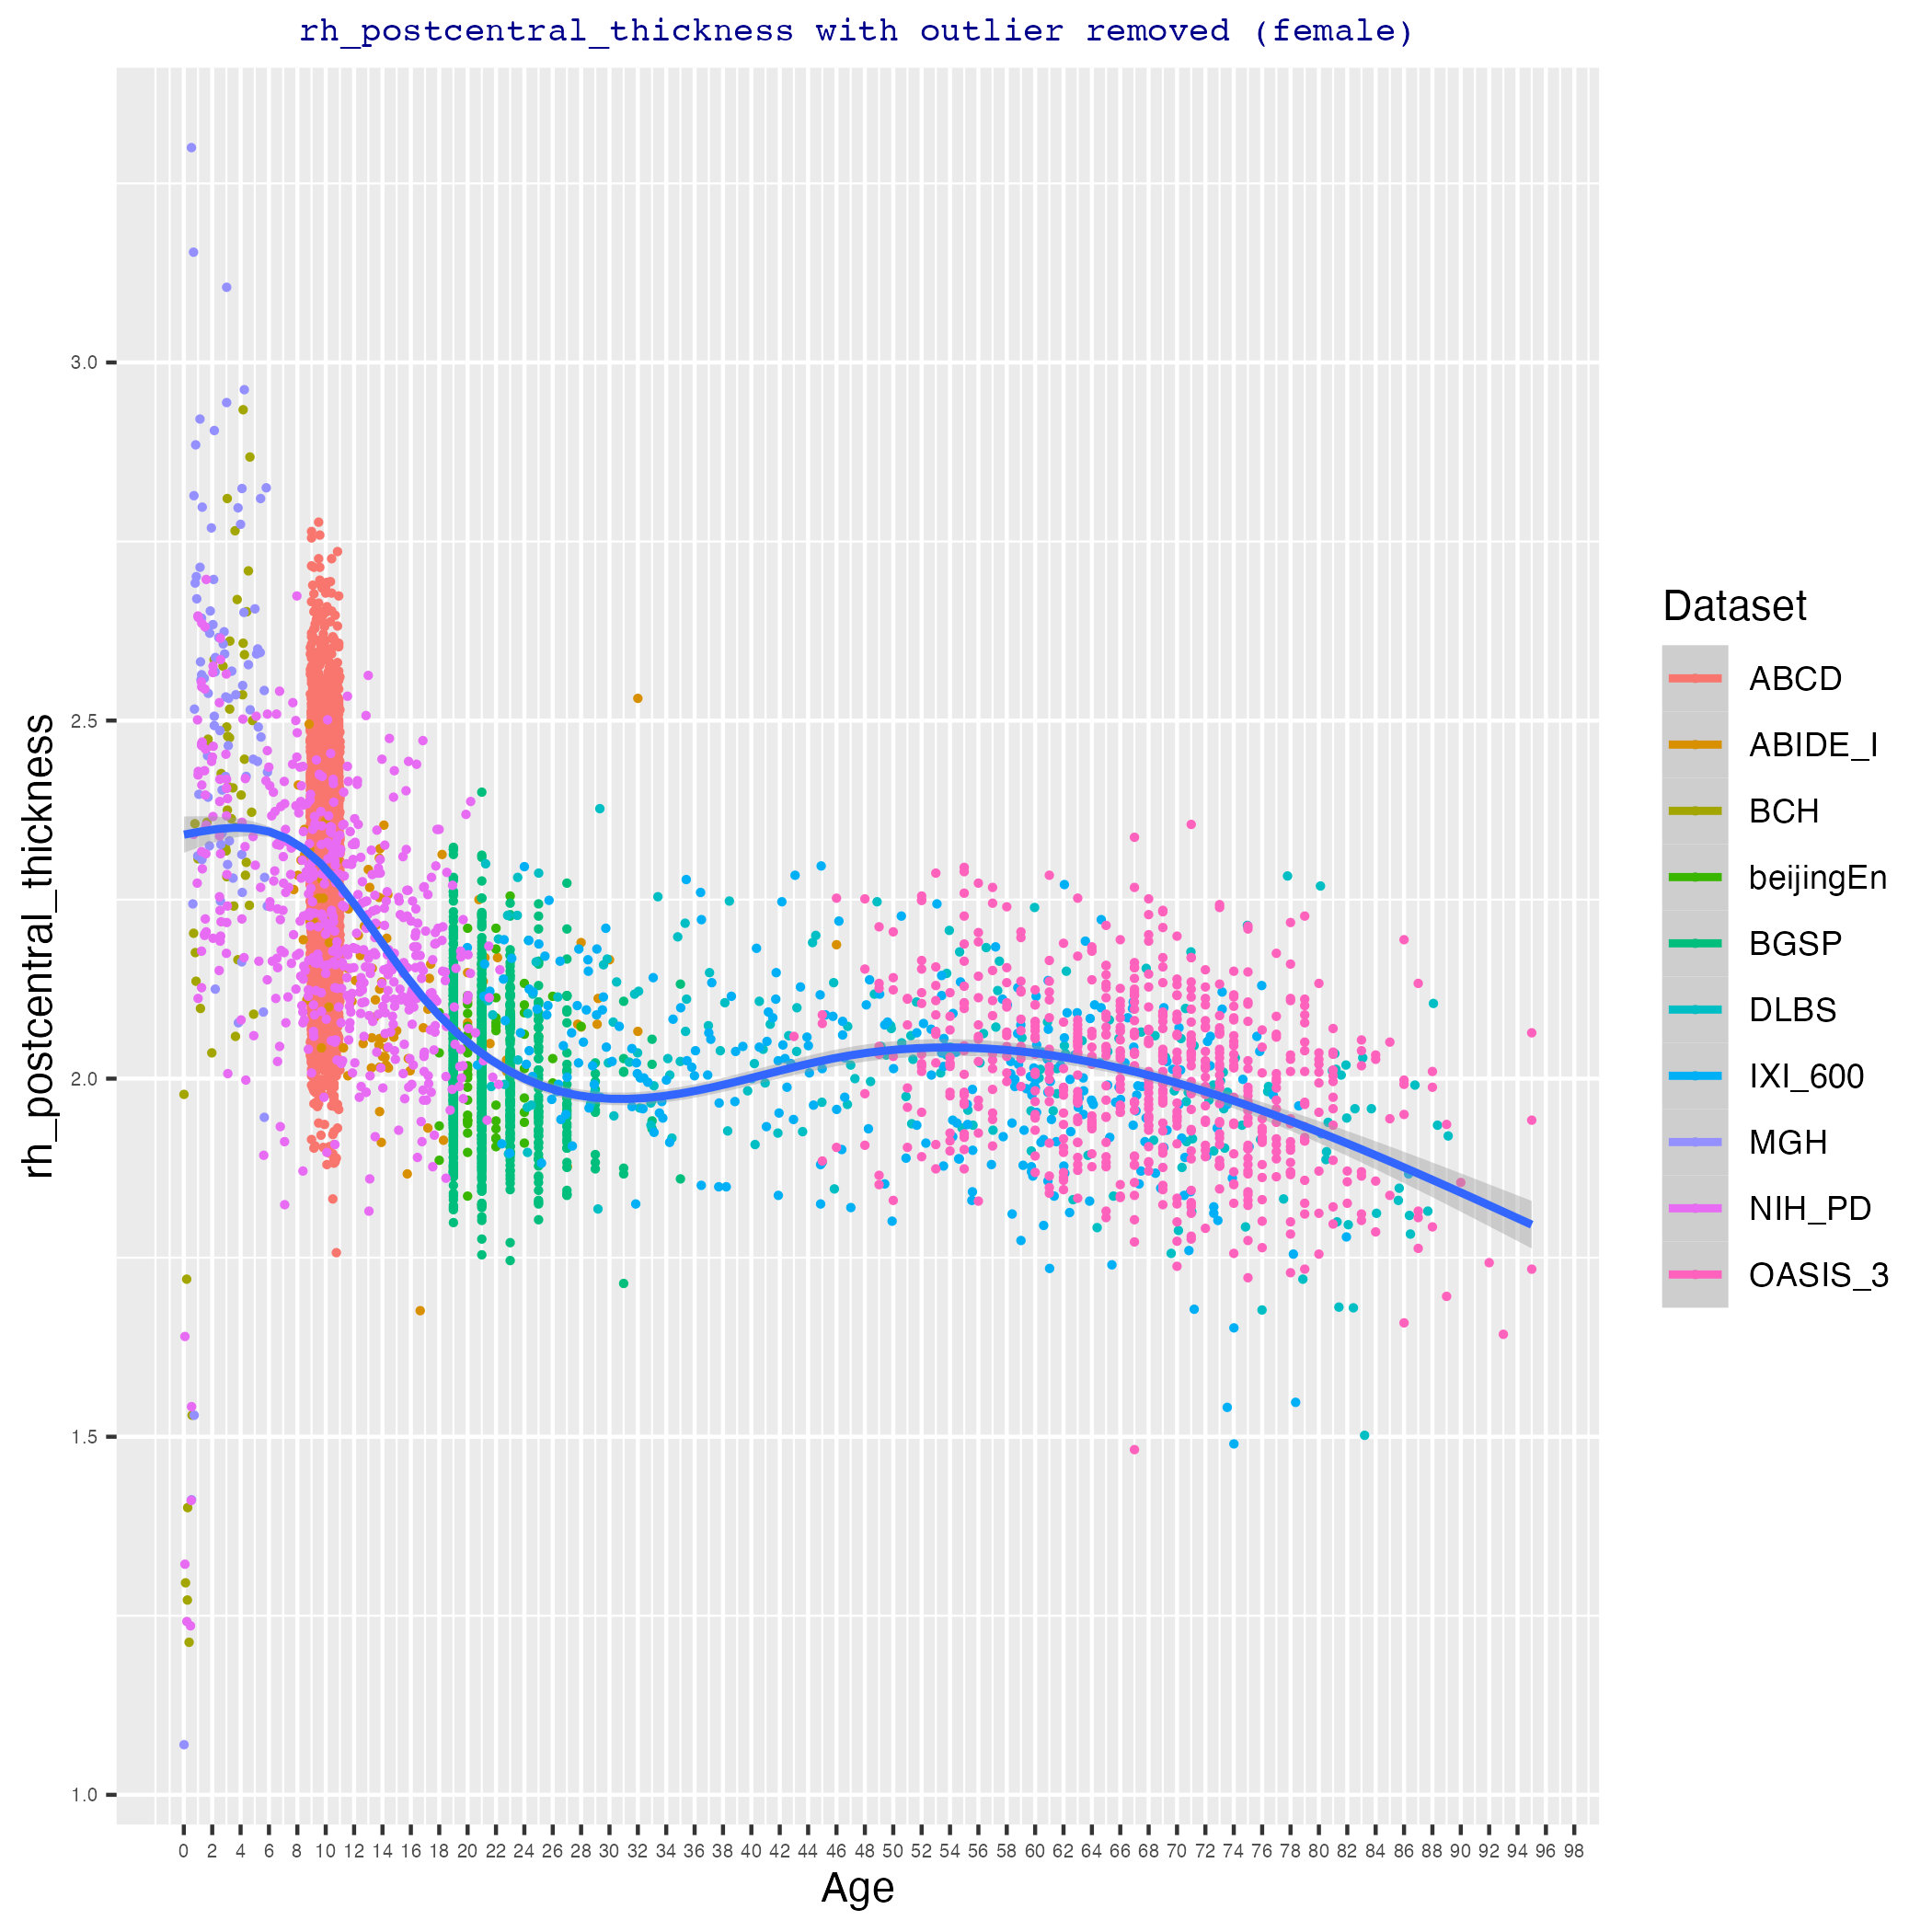 rh_postcentral_thickness with outlier removed (female)
rh_postcentral_thickness
3.0
2.5
2.0
1.5
1.0
0 2 4 6 8 10 12 14 16 18 20 22 24 26 28 30 32 34 36 38 40 42 44 46 48 50 52 54 56 58 60 62 64 66 68 70 72 74 76 78 80 82 84 86 88 90 92 94 96 98
Age
Dataset
ABCD
ABIDE_I
BCH
beijingEn
BGSP
DLBS
IXI_600
MGH
NIH_PD
OASIS_3